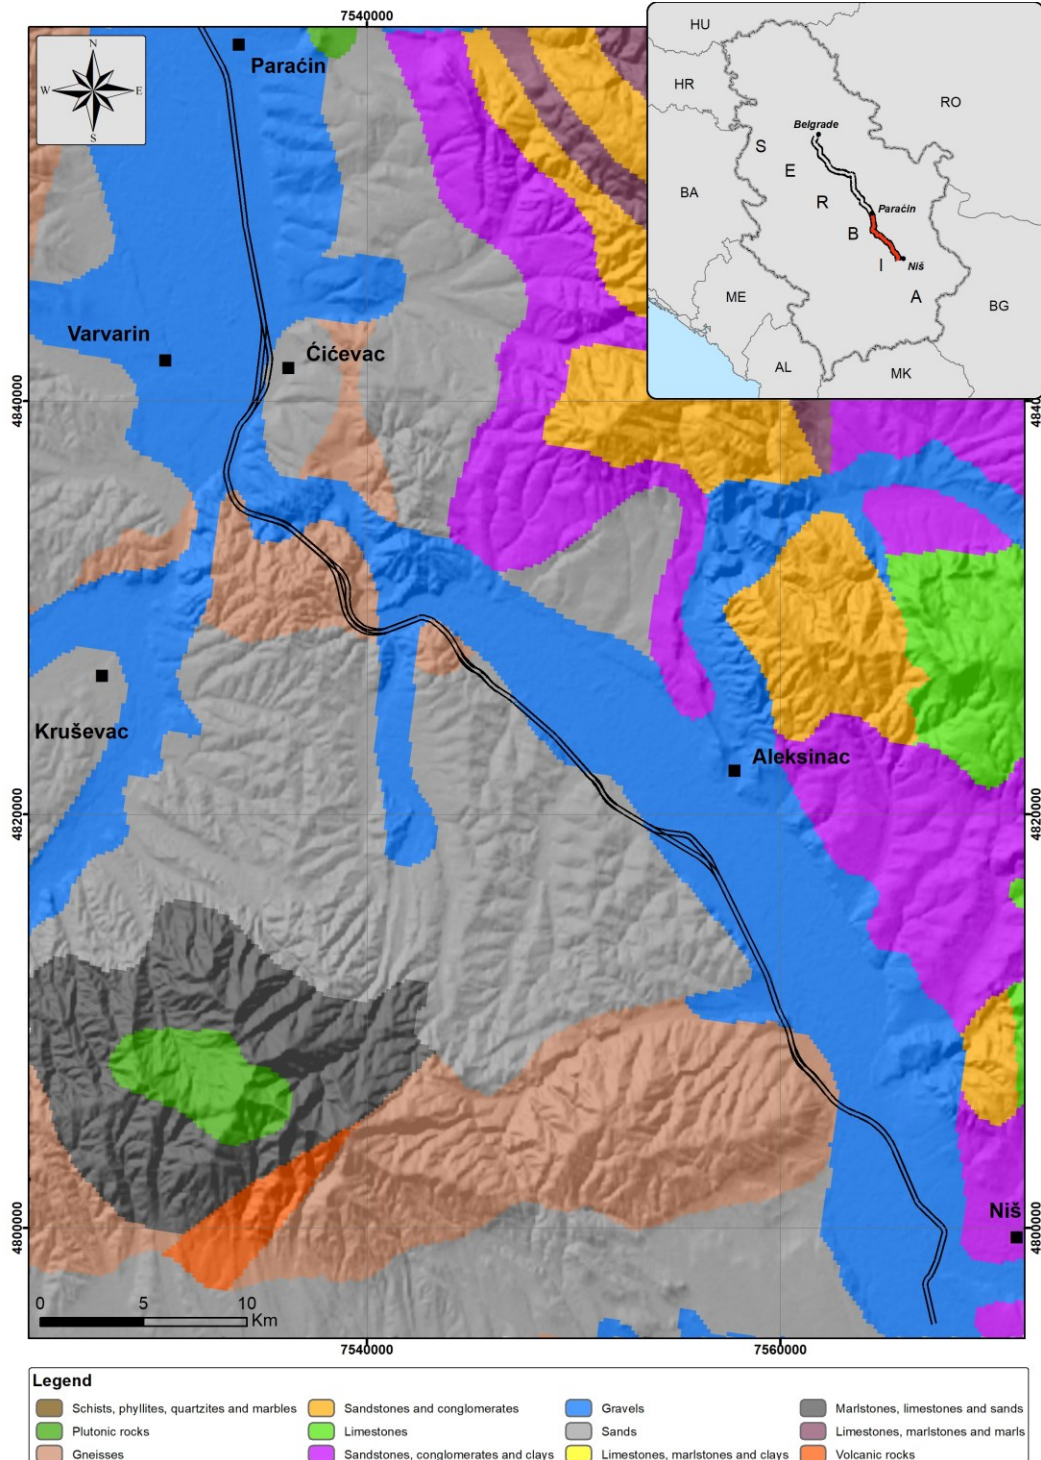 7540000
HU
HR
RO
Belgrade
S
E
BA
R
Paraćin
B
I
Niš
ME
A
BG
AL
MK
N
W
E
S
Paraćin
Varvarin
Ćićevac
4840000
4840
Kruševac
Aleksinac
4820000
4820000
Niš
4800000
4800000
0 5 10
Km
7540000
7560000
Legend
Schists, phyllites, quartzites and marbles
Sandstones and conglomerates
Gravels
Marlstones, limestones and sands
Plutonic rocks
Limestones
Sands
Limestones, marlstones and marls
Gneisses
Sandstones, conglomerates and clays
Limestones, marlstones and clays
Volcanic rocks